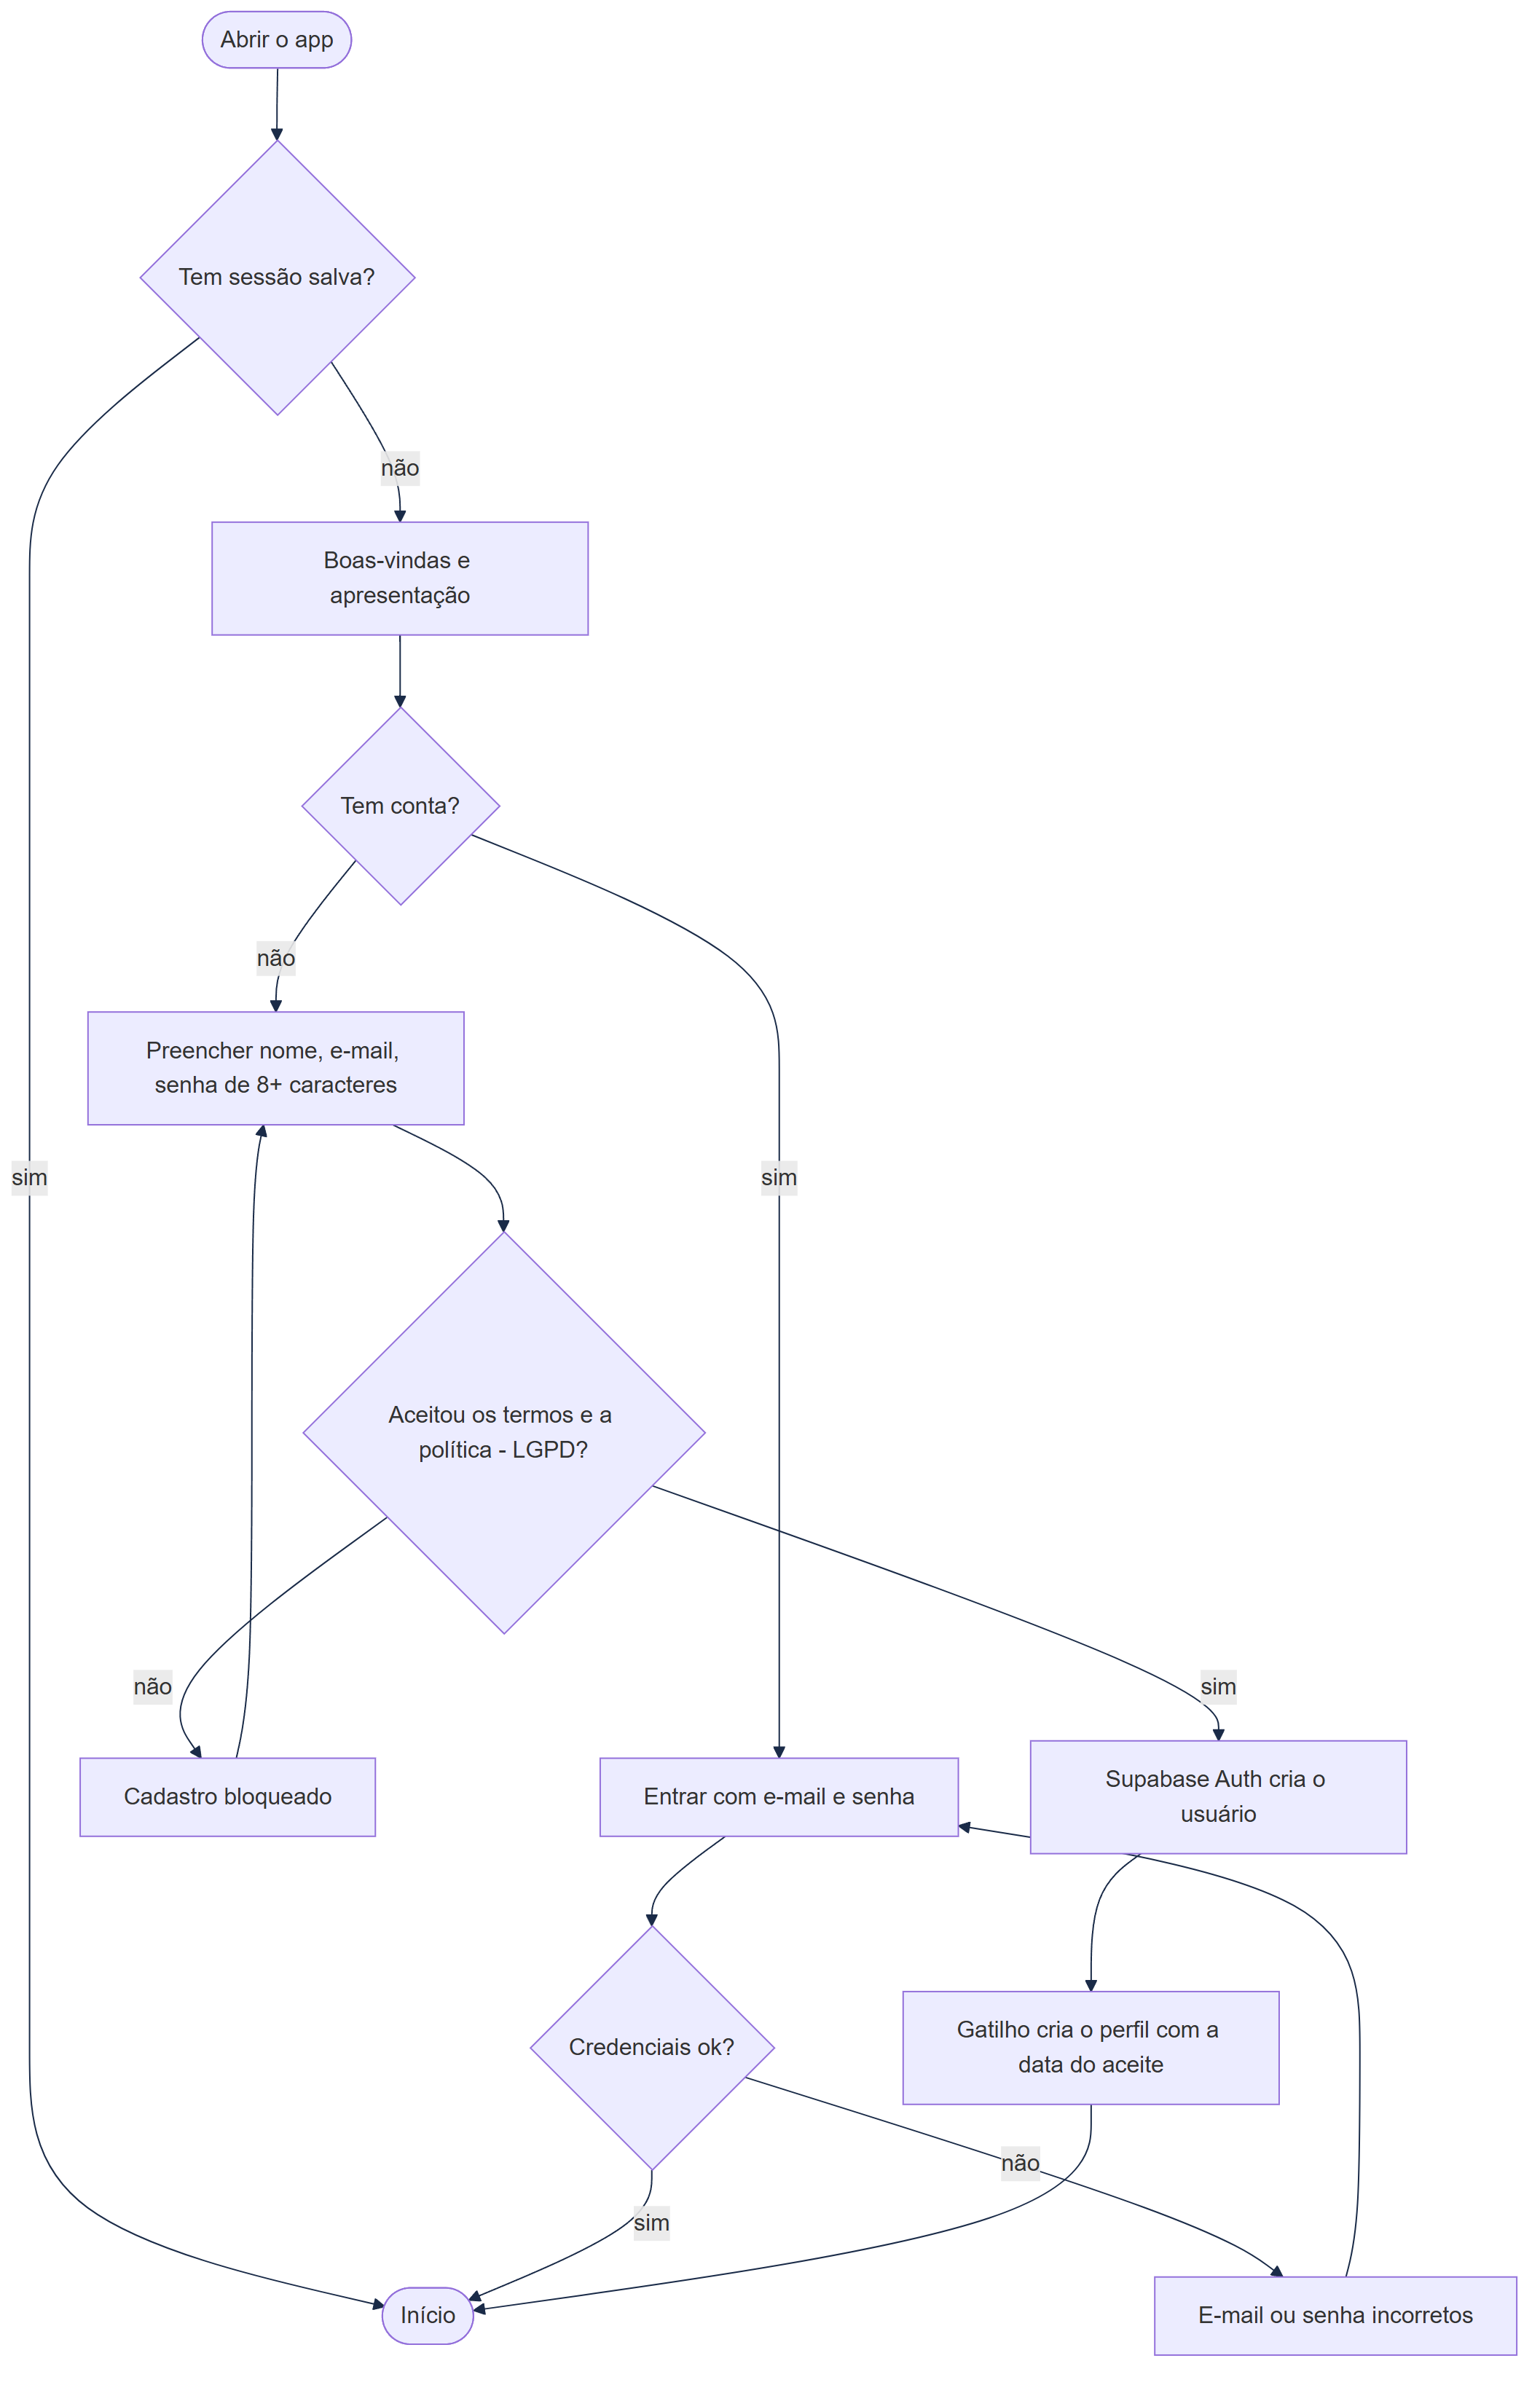 Abrir o app
Tem sessão salva?
não
Boas-vindas e
apresentação
Tem conta?
não
Preencher nome, e-mail,
senha de 8+ caracteres
sim
sim
Aceitou os termos e a
política - LGPD?
não
sim
Cadastro bloqueado
Entrar com e-mail e senha
Supabase Auth cria o
usuário
Credenciais ok?
Gatilho cria o perfil com a
data do aceite
não
sim
Início
E-mail ou senha incorretos